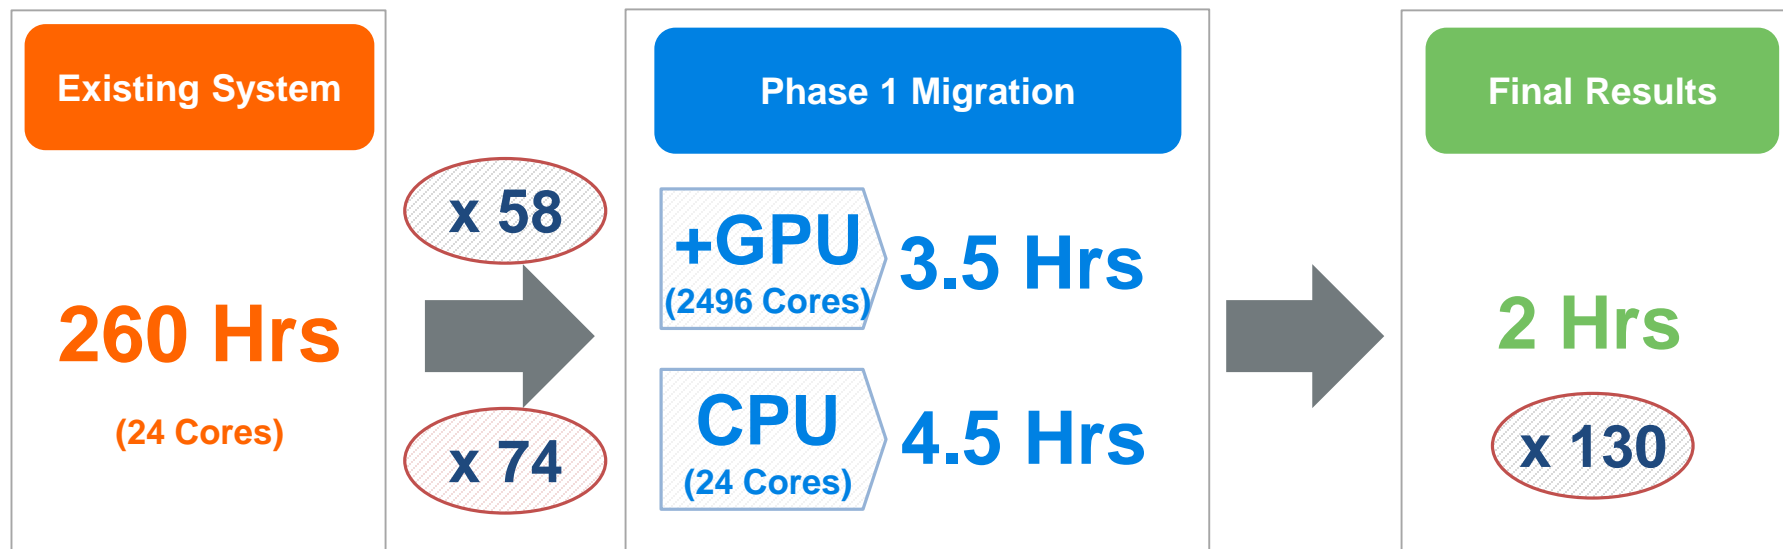 Existing System
260 Hrs
(24 Cores)
x 58
x 74
Phase 1 Migration
+GPU
(2496 Cores)
3.5 Hrs
CPU
(24 Cores)
4.5 Hrs
Final Results
2 Hrs
x 130